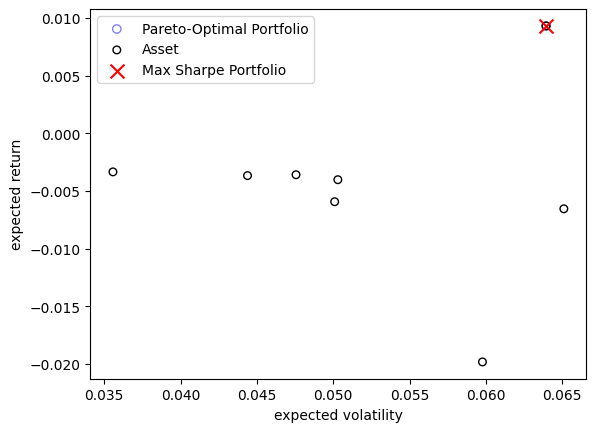 Pareto-Optimal Portfolio
Asset
Max Sharpe Portfolio
0.010
0.005
0.000
−0.005
−0.010
−0.015
−0.020
expected return
0.035
0.040
0.045
0.050
0.055
0.060
0.065
expected volatility